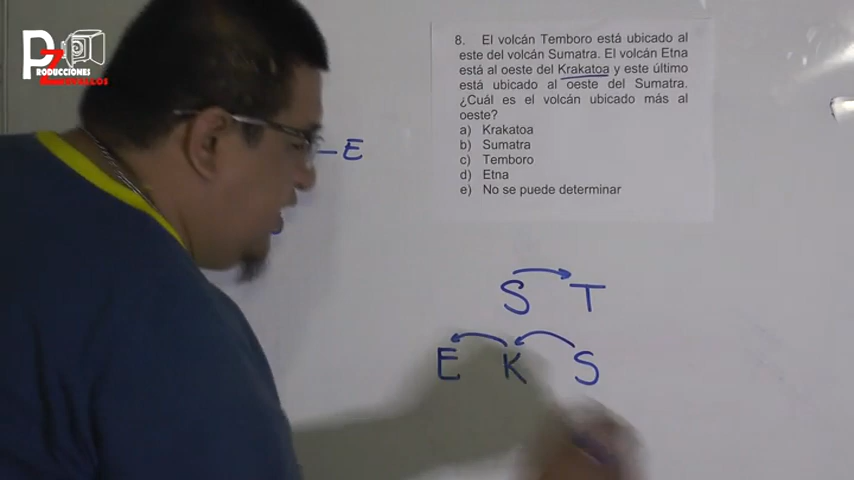 P7
PRODUCCIONES
8. El volcán Temboro está ubicado al
este del volcán Sumatra. El volcán Etna
está al oeste del Krakatoa y este último
está ubicado al oeste del Sumatra.
¿Cuál es el volcán ubicado más al
oeste?
a) Krakatoa
b) Sumatra
c) Temboro
d) Etna
e) No se puede determinar
E
S T
E K S